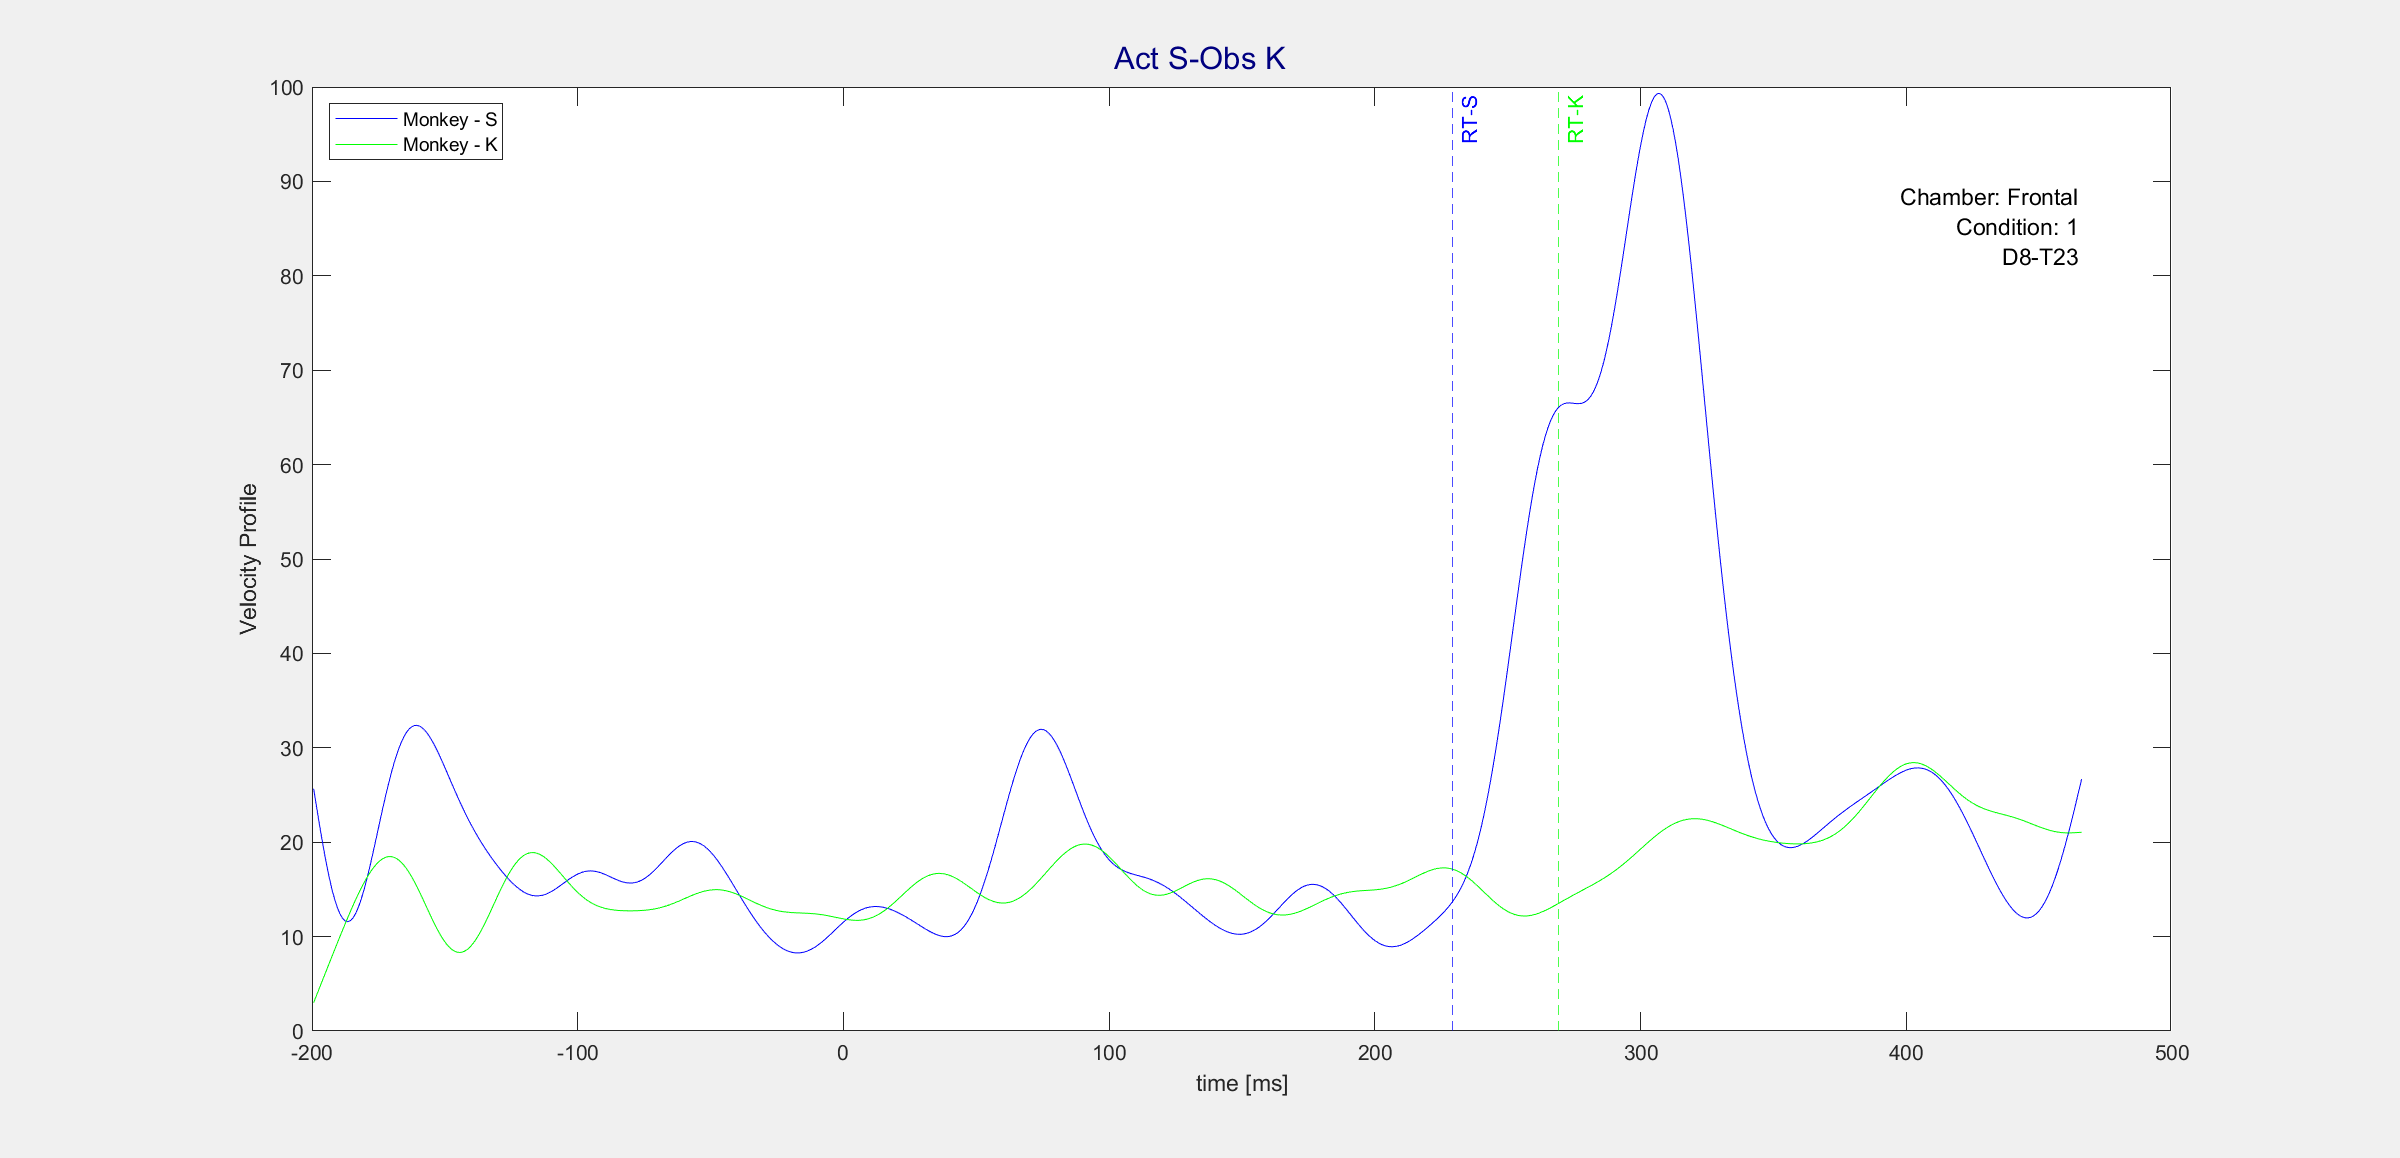 Act S-Obs K
Monkey - S
Monkey - K
RT-S
RT-K
Chamber: Frontal
Condition: 1
D8-T23
Velocity Profile
100
90
80
70
60
50
40
30
20
10
0
-200
-100
0
100
200
300
400
500
time [ms]